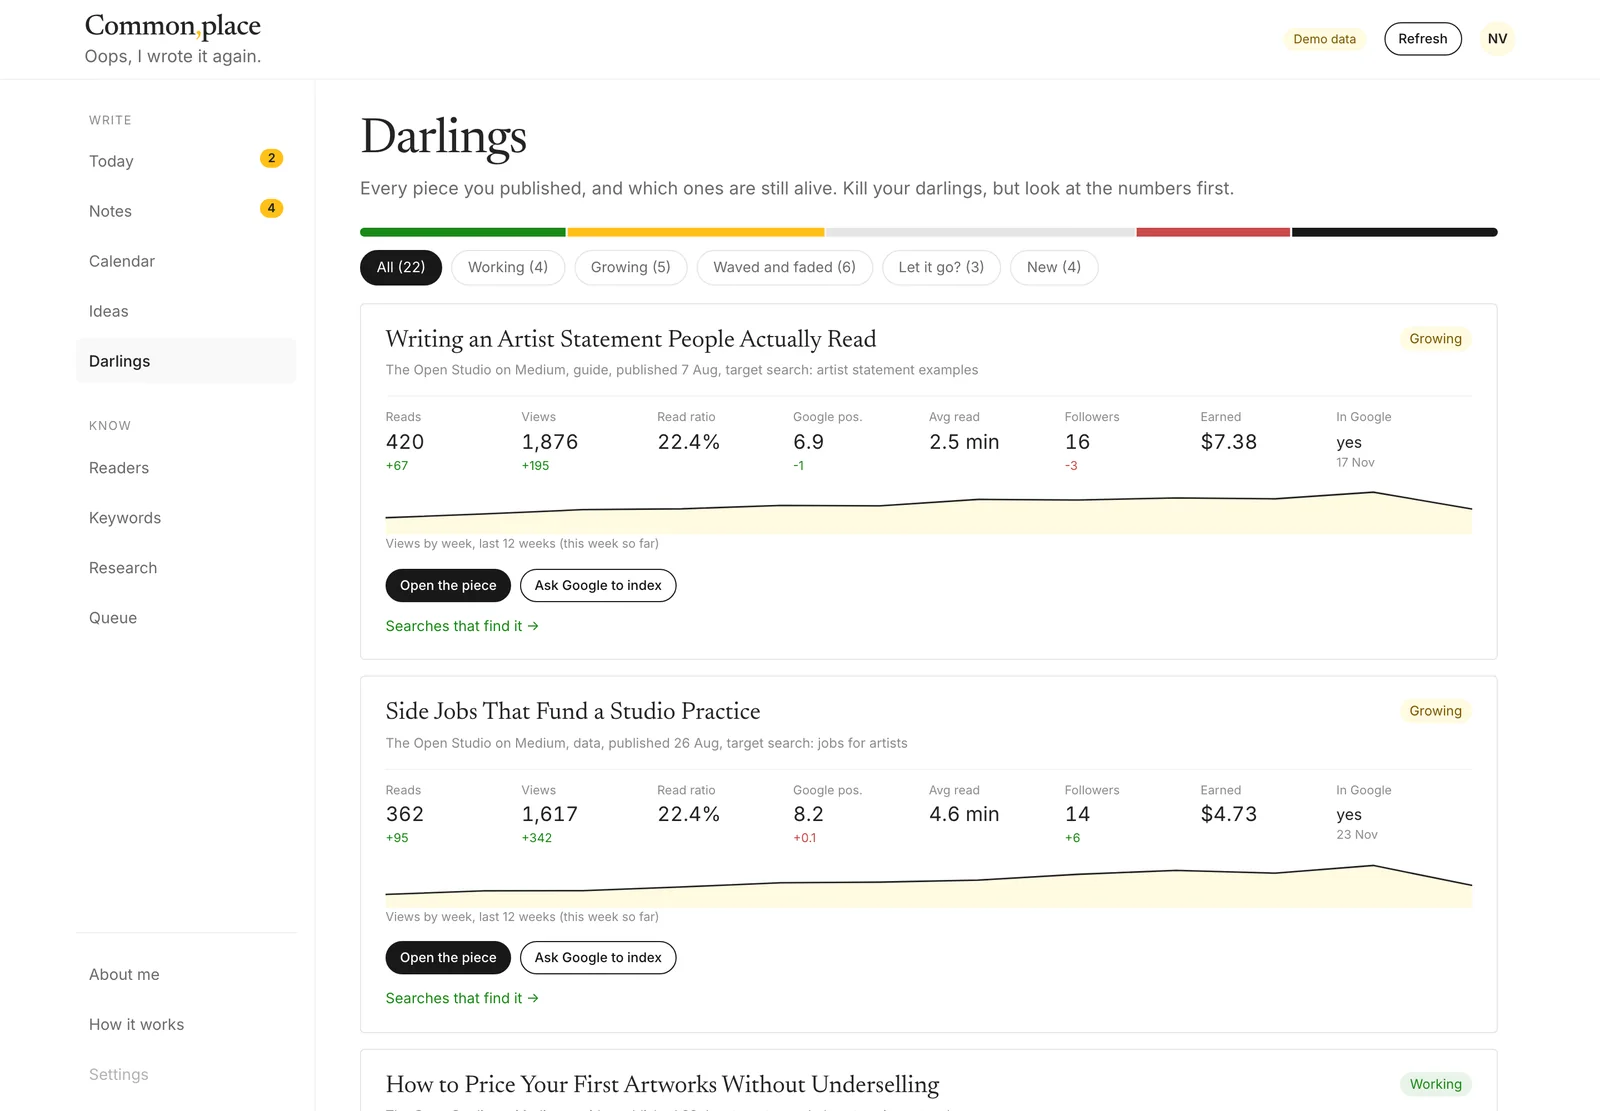 Common,place
Oops, I wrote it again.
Demo data
Refresh
NV
WRITE
Today 2
Notes 4
Calendar
Ideas
Darlings
KNOW
Readers
Keywords
Research
Queue
About me
How it works
Settings
Darlings
Every piece you published, and which ones are still alive. Kill your darlings, but look at the numbers first.
All (22) Working (4) Growing (5) Waved and faded (6) Let it go? (3) New (4)
Writing an Artist Statement People Actually Read Growing
The Open Studio on Medium, guide, published 7 Aug, target search: artist statement examples
Reads Views Read ratio Google pos. Avg read Followers Earned In Google
420 1,876 22.4% 6.9 2.5 min 16 $7.38 yes
+67 +195 -1 -3 17 Nov
Views by week, last 12 weeks (this week so far)
Open the piece Ask Google to index
Searches that find it →
Side Jobs That Fund a Studio Practice Growing
The Open Studio on Medium, data, published 26 Aug, target search: jobs for artists
Reads Views Read ratio Google pos. Avg read Followers Earned In Google
362 1,617 22.4% 8.2 4.6 min 14 $4.73 yes
+95 +342 +0.1 +6 23 Nov
Views by week, last 12 weeks (this week so far)
Open the piece Ask Google to index
Searches that find it →
How to Price Your First Artworks Without Underselling Working